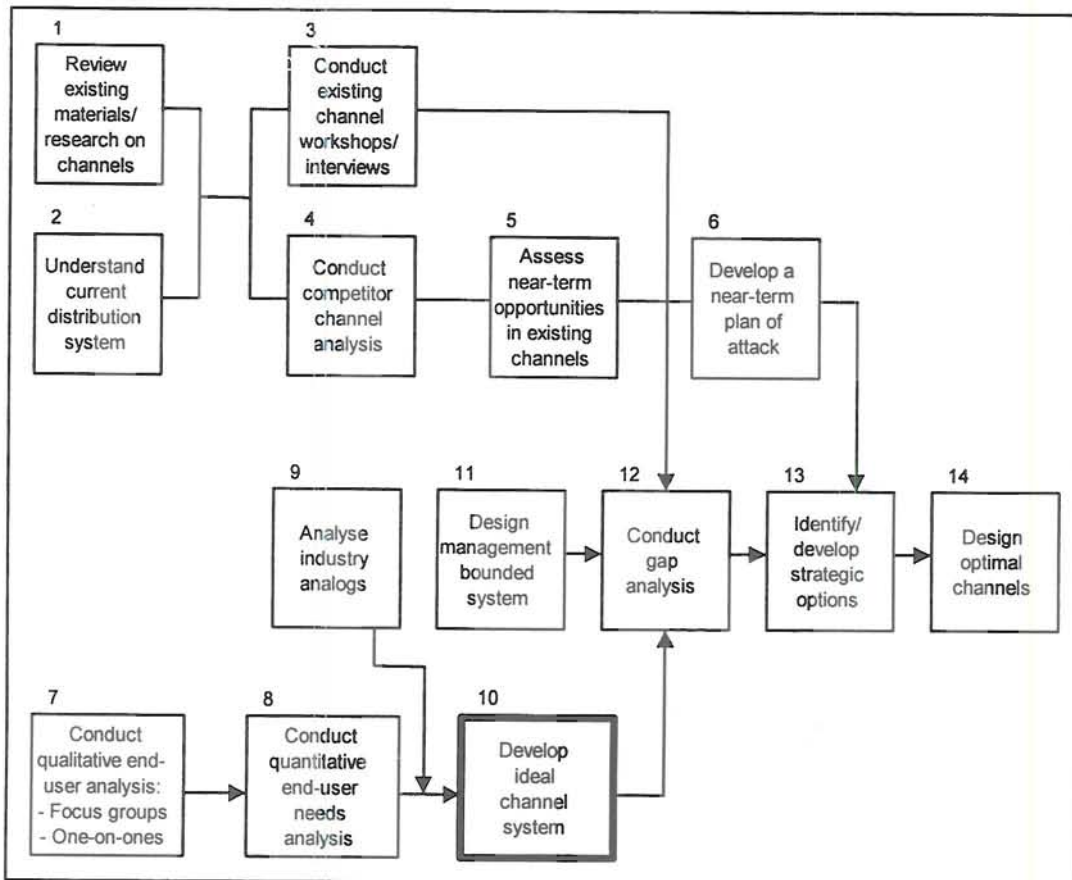 1
Review
existing
materials/
research on
channels
3
Conduct
existing
channel
workshops/
interviews
2
Understand
current
distribution
system
4
Conduct
competitor
channel
analysis
5
Assess
near-term
opportunities
in existing
channels
6
Develop a
near-term
plan of
attack
9
Analyse
industry
analogs
11
Design
management
bounded
system
12
Conduct
gap
analysis
13
Identify/
develop
strategic
options
14
Design
optimal
channels
7
Conduct
qualitative end-
user analysis:
- Focus groups
- One-on-ones
8
Conduct
quantitative
end-user
needs
analysis
10
Develop
ideal
channel
system